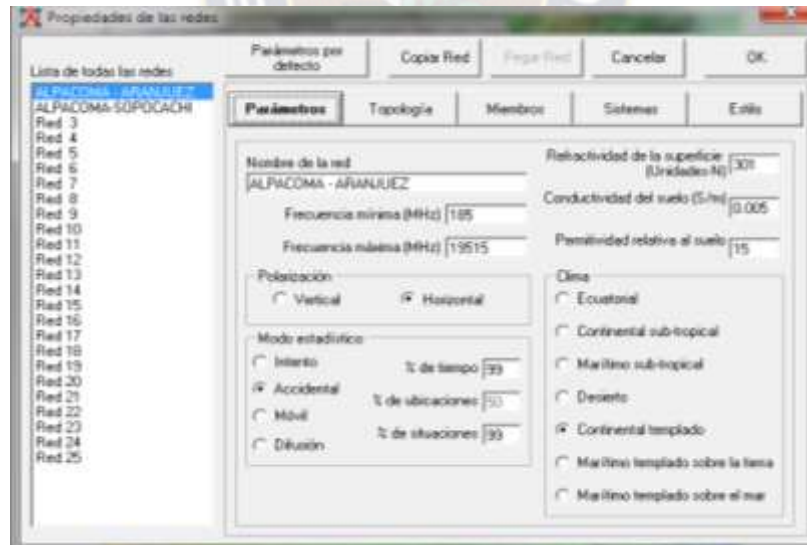 Propiedades de las redes
Lista de todas las redes
ALPACOMA - ARANJUEZ
ALPACOMA-SOPOCACHI
Red 3
Red 4
Red 5
Red 6
Red 7
Red 8
Red 9
Red 10
Red 11
Red 12
Red 13
Red 14
Red 15
Red 16
Red 17
Red 18
Red 19
Red 20
Red 21
Red 22
Red 23
Red 24
Red 25
Parámetros por defecto
Copiar Red
Pegar Red
Cancelar
OK
Parámetros
Topología
Miembros
Sistemas
Estilo
Nombre de la red
ALPACOMA - ARANJUEZ
Frecuencia mínima (MHz) 185
Frecuencia máxima (MHz) 19515
Polarización
Vertical
Horizontal
Modo estadístico
Intento
Accidental
Móvil
Difusión
% de tiempo 99
% de ubicaciones 50
% de situaciones 99
Refractividad de la superficie (Unidades-N) 301
Conductividad del suelo (S/m) 0.005
Permitividad relativa al suelo 15
Clima
Ecuatorial
Continental sub-tropical
Marítimo sub-tropical
Desierto
Continental templado
Marítimo templado sobre la tierra
Marítimo templado sobre el mar